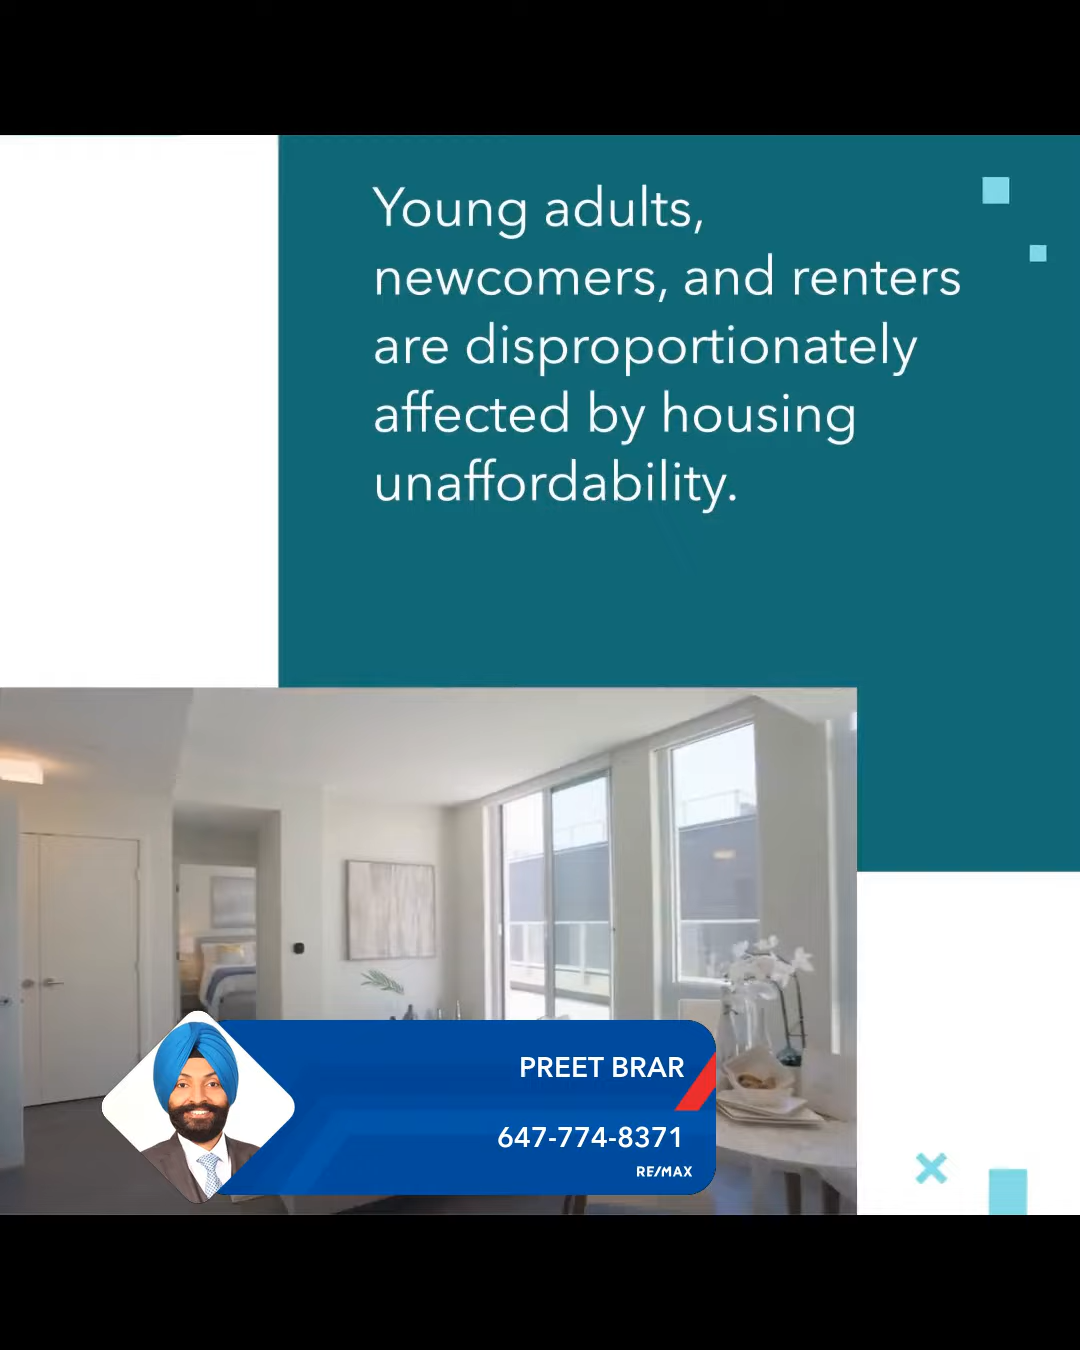 Young adults,
newcomers, and renters
are disproportionately
affected by housing
unaffordability.
PREET BRAR
647-774-8371
RE/MAX